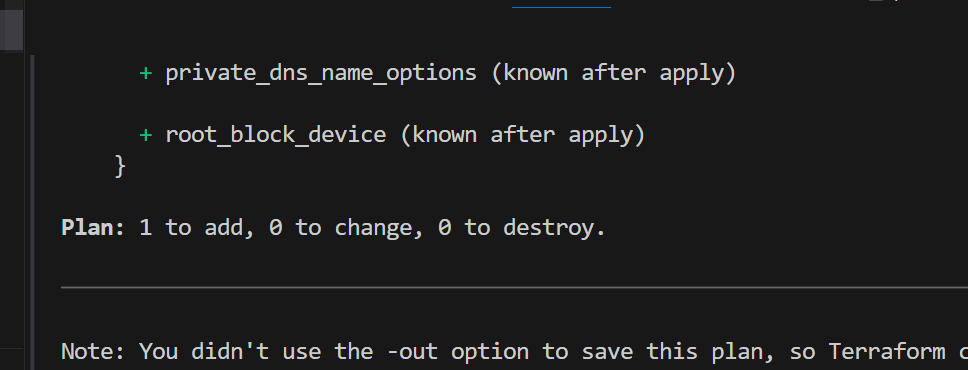 + private_dns_name_options (known after apply)
+ root_block_device (known after apply)
}
Plan: 1 to add, 0 to change, 0 to destroy.
Note: You didn't use the -out option to save this plan, so Terraform